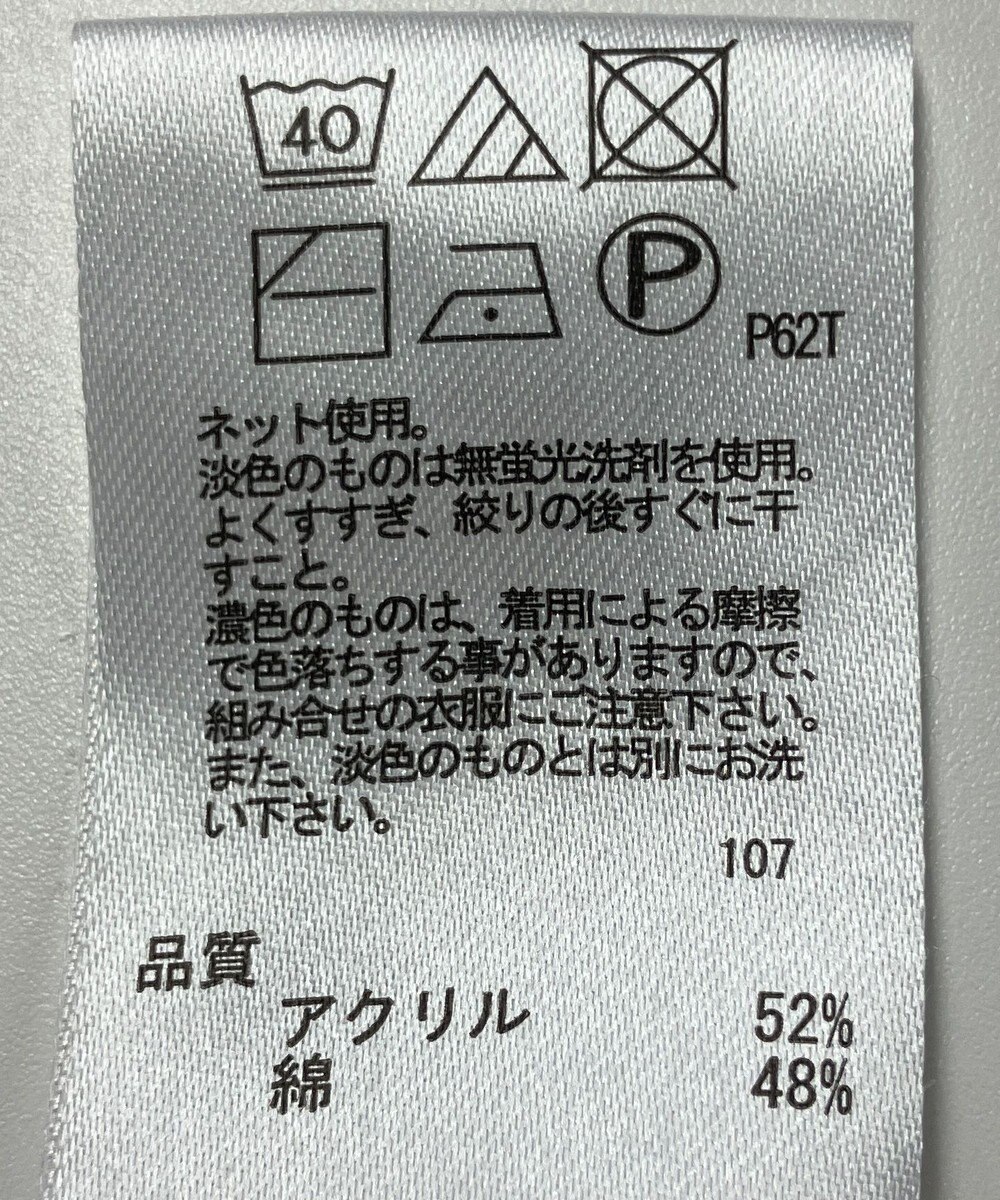 40
P
P62T
ネット使用。
淡色のものは無蛍光洗剤を使用。
よくすすぎ、絞りの後すぐに干
すこと。
濃色のものは、着用による摩擦
で色落ちする事がありますので、
組み合せの衣服にご注意下さい。
また、淡色のものとは別にお洗
い下さい。
107
品質
アクリル 52%
綿 48%